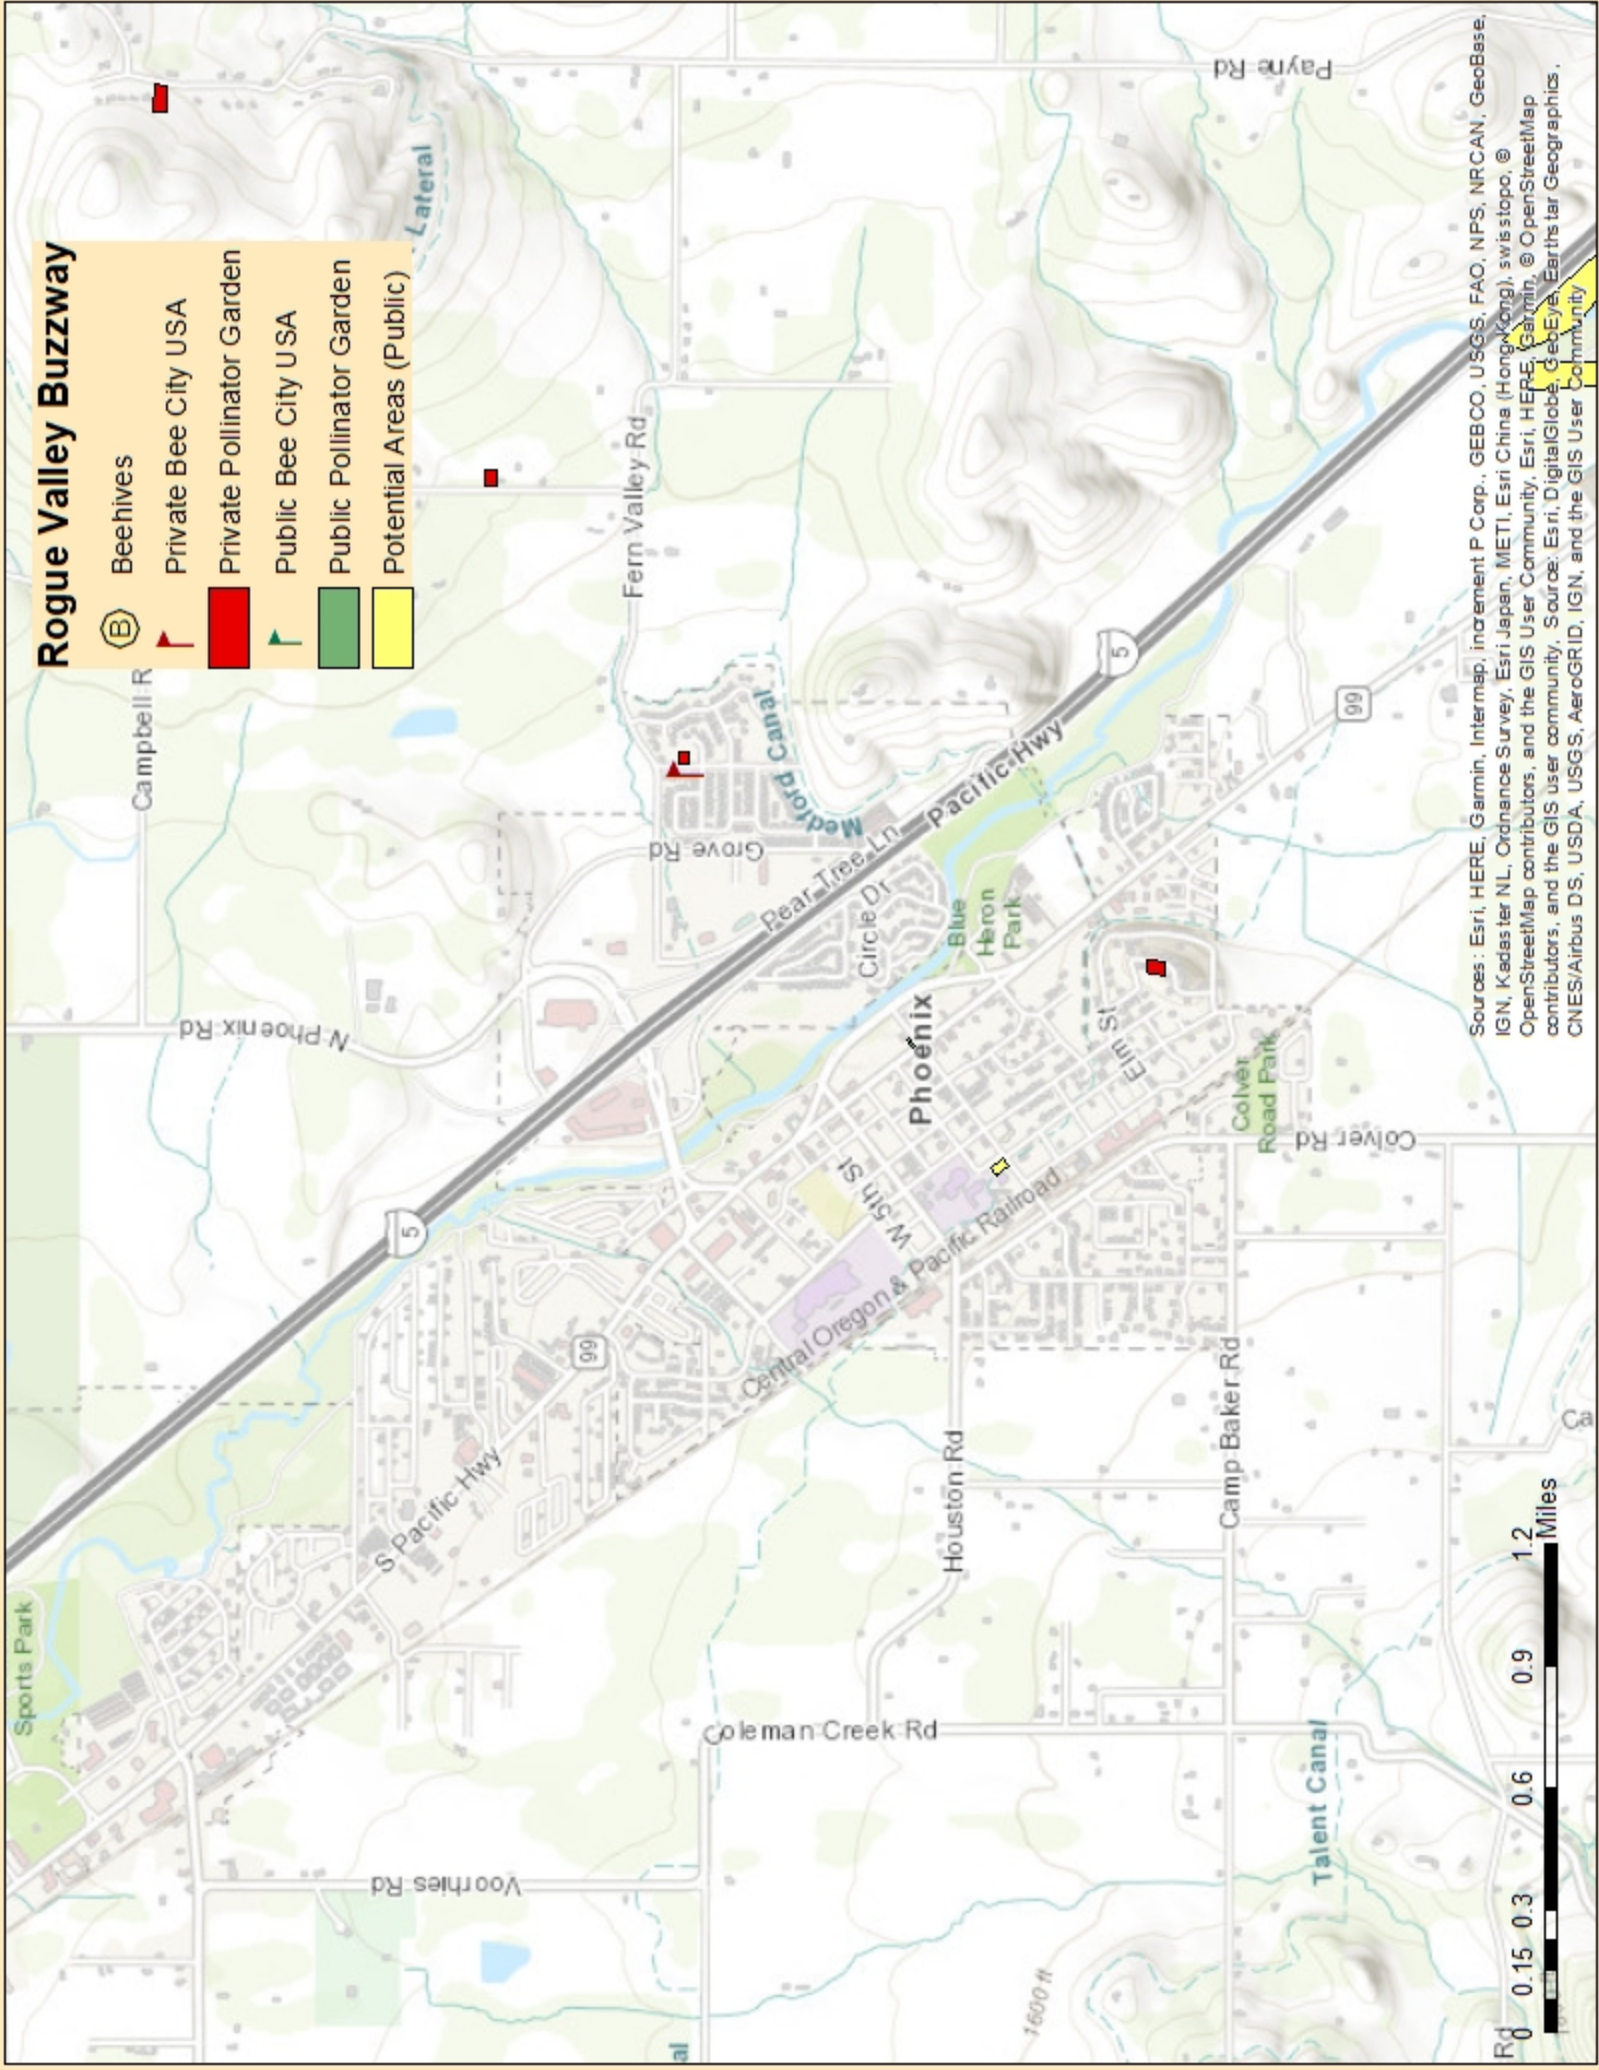 Rogue Valley Buzzway
B
Beehives
Private Bee City USA
Private Pollinator Garden
Public Bee City USA
Public Pollinator Garden
Potential Areas (Public)
Sports Park
Campbell R
Lateral
N Phoenix Rd
5
Fern Valley Rd
Voorhies Rd
S Pacific Hwy
99
Grove Rd
Medford Canal
Pear Tree Ln
Circle Dr
Pacific Hwy
5
Blue
Heron
Park
Phoenix
W 5th St
Central Oregon & Pacific Railroad
Coleman Creek Rd
Houston Rd
Elm St
Colver
Road Park
Colver Rd
Camp Baker Rd
99
Payne Rd
Talent Canal
1600 ft
al
Ca
Rd
0 0.15 0.3 0.6 0.9 1.2
Miles
Sources: Esri, HERE, Garmin, Intermap, increment P Corp., GEBCO, USGS, FAO, NPS, NRCAN, GeoBase,
IGN, Kadaster NL, Ordnance Survey, Esri Japan, METI, Esri China (Hong Kong), swisstopo, ©
OpenStreetMap contributors, and the GIS User Community, Esri, HERE, Garmin, © OpenStreetMap
contributors, and the GIS user community, Source: Esri, DigitalGlobe, GeoEye, Earthstar Geographics,
CNES/Airbus DS, USDA, USGS, AeroGRID, IGN, and the GIS User Community